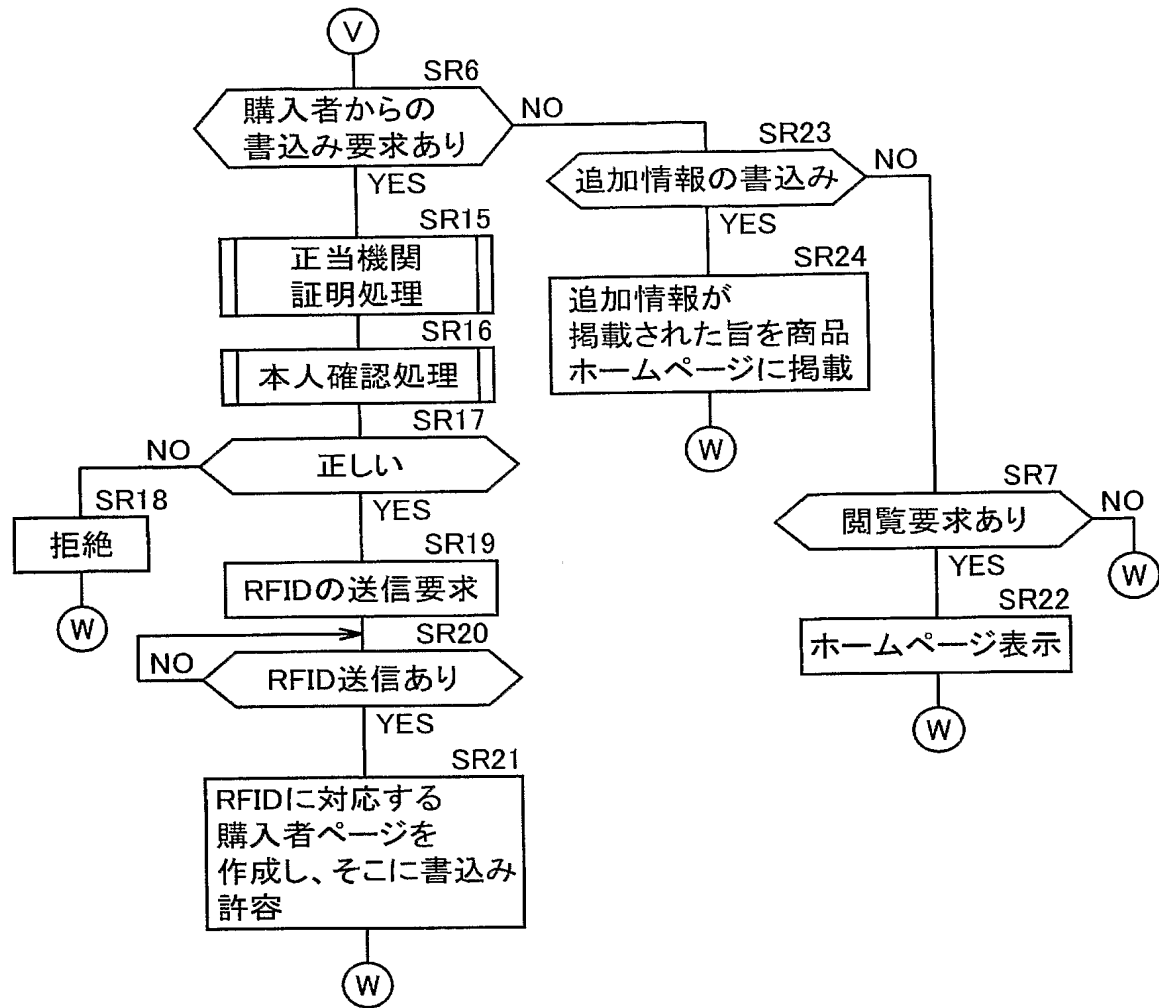 V
SR6
購入者からの
書込み要求あり
NO
YES
SR15
正当機関
証明処理
SR16
本人確認処理
SR17
正しい
NO
YES
SR18
拒絶
W
SR19
RFIDの送信要求
SR20
RFID送信あり
NO
YES
SR21
RFIDに対応する
購入者ページを
作成し、そこに書込み
許容
W
SR23
追加情報の書込み
NO
YES
SR24
追加情報が
掲載された旨を商品
ホームページに掲載
W
SR7
閲覧要求あり
NO
W
YES
SR22
ホームページ表示
W